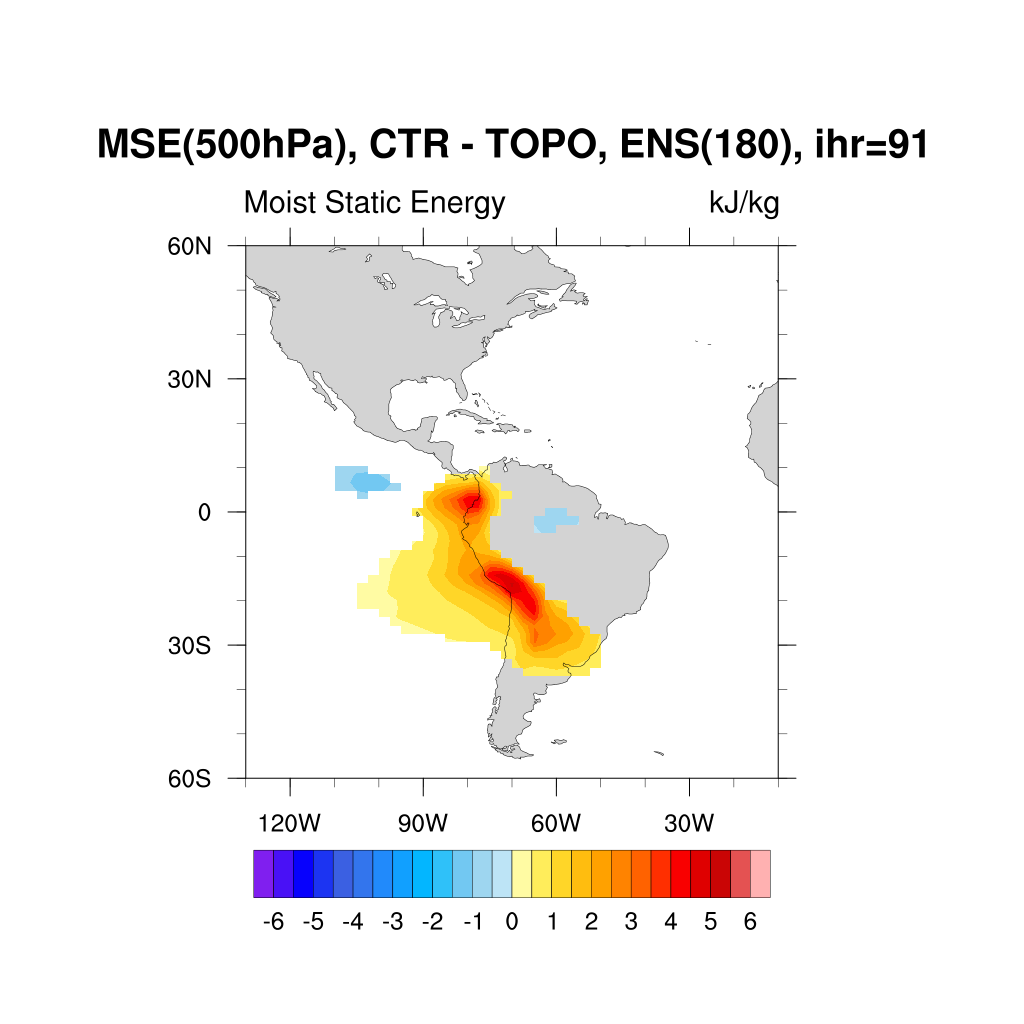 MSE(500hPa), CTR - TOPO, ENS(180), ihr=91
Moist Static Energy kJ/kg
60N
30N
0
30S
60S
120W 90W 60W 30W
-6 -5 -4 -3 -2 -1 0 1 2 3 4 5 6